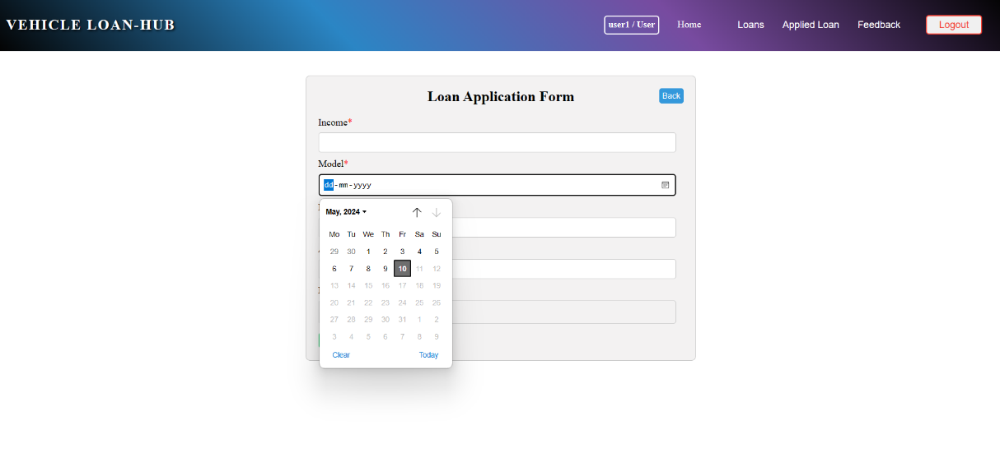 VEHICLE LOAN-HUB
user1 / User Home Loans Applied Loan Feedback Logout
Loan Application Form Back
Income*
Model*
dd-mm-yyyy
May, 2024
Mo Tu We Th Fr Sa Su
29 30 1 2 3 4 5
6 7 8 9 10 11 12
13 14 15 16 17 18 19
20 21 22 23 24 25 26
27 28 29 30 31 1 2
3 4 5 6 7 8 9
Clear Today